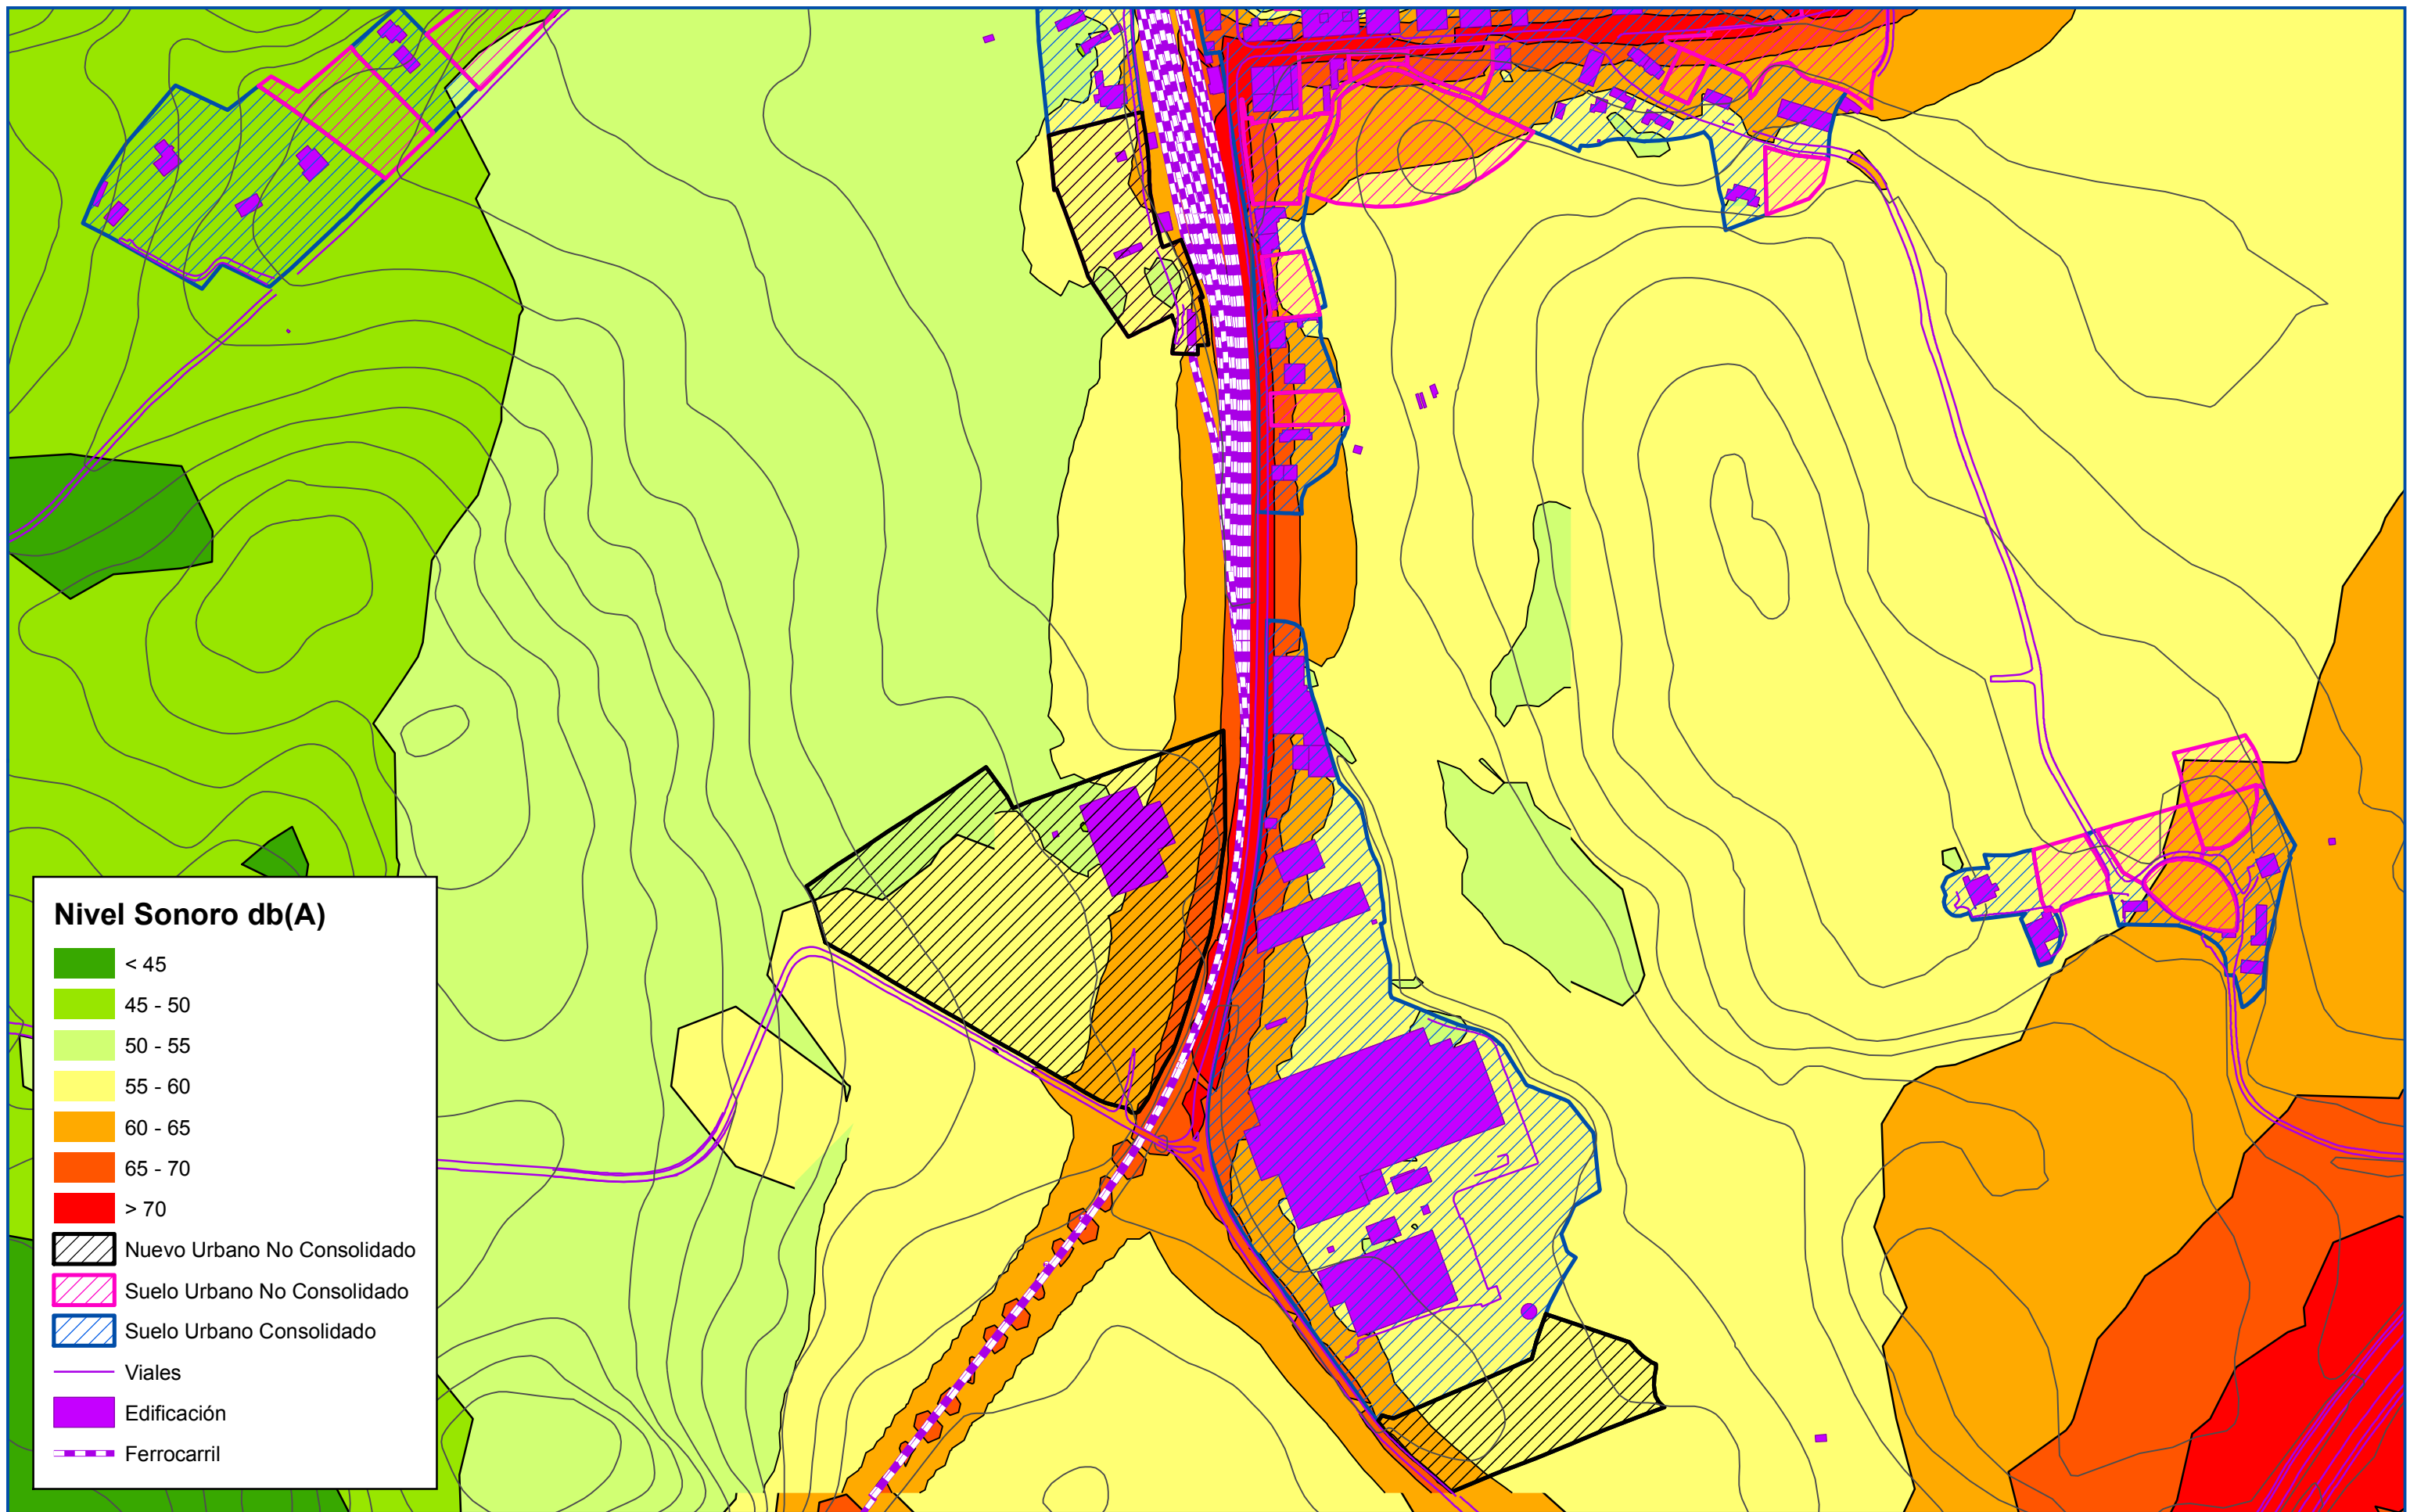 Nivel Sonoro db(A)
< 45
45 - 50
50 - 55
55 - 60
60 - 65
65 - 70
> 70
Nuevo Urbano No Consolidado
Suelo Urbano No Consolidado
Suelo Urbano Consolidado
Viales
Edificación
Ferrocarril